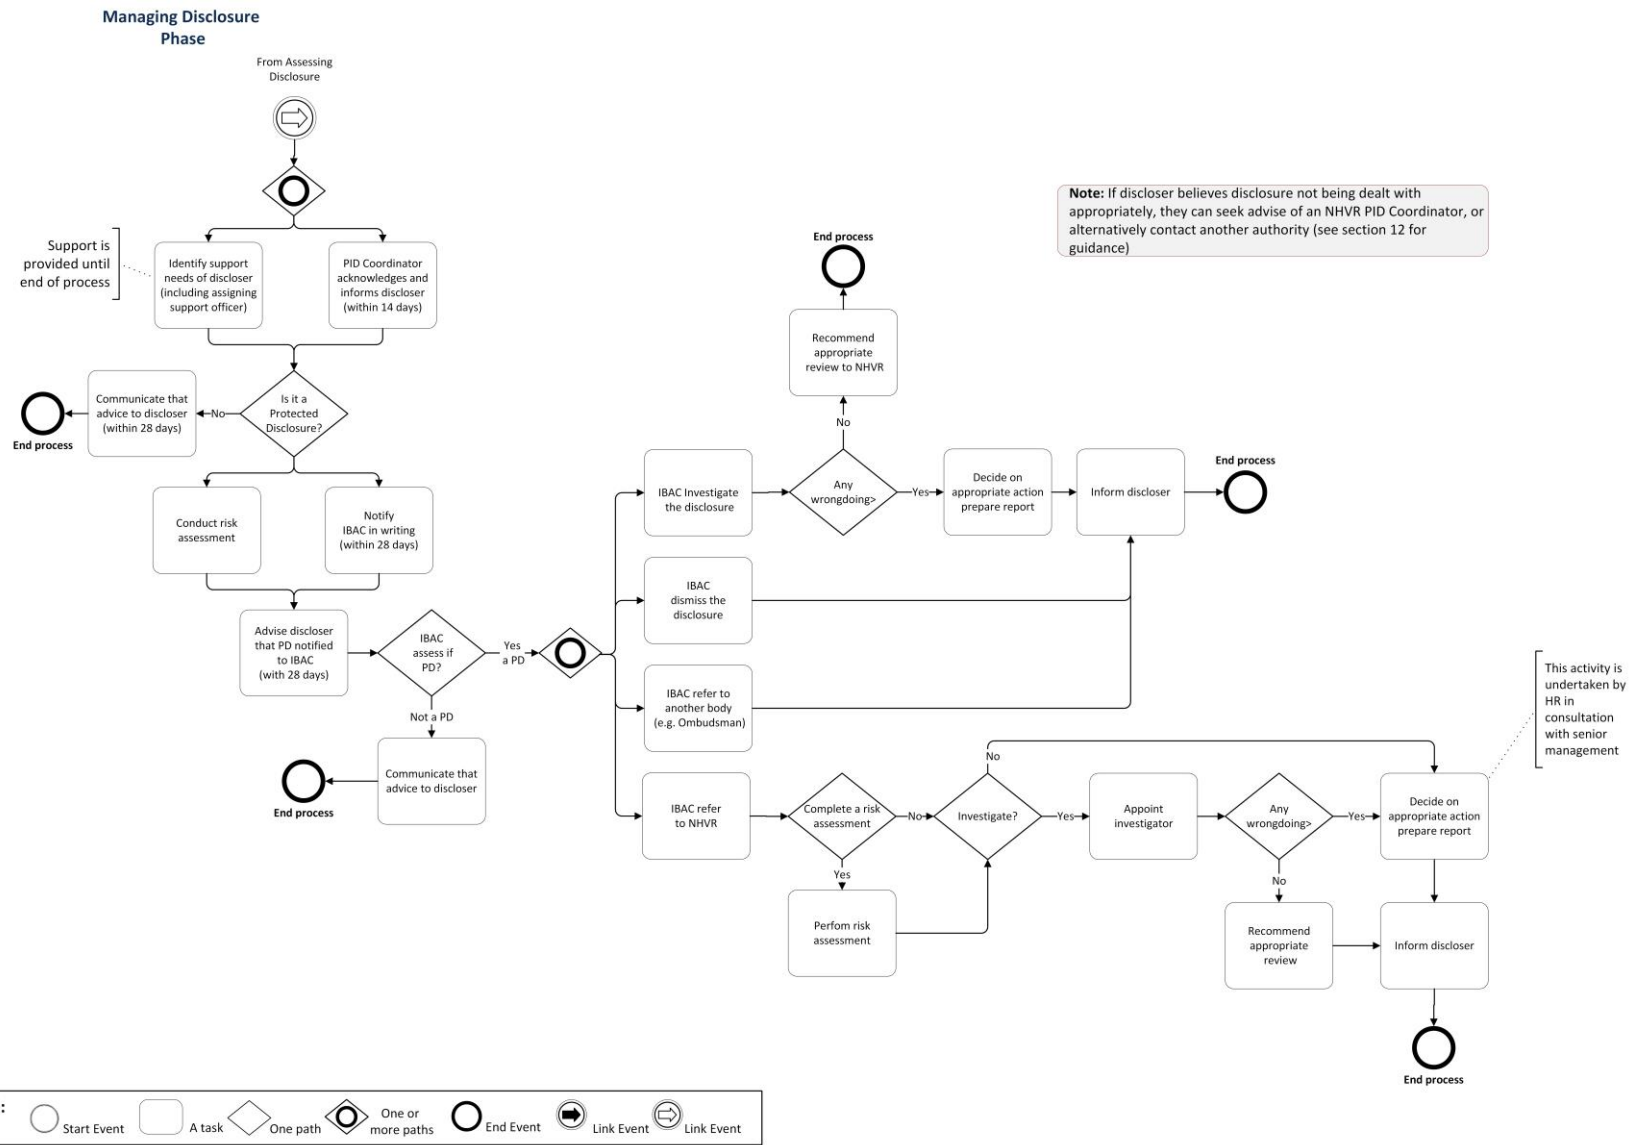 Managing Disclosure
Phase
From Assessing
Disclosure
Support is
provided until
end of process
Identify support
needs of discloser
(including assigning
support officer)
PID Coordinator
acknowledges and
informs discloser
(within 14 days)
Note: If discloser believes disclosure not being dealt with
appropriately, they can seek advise of an NHVR PID Coordinator, or
alternatively contact another authority (see section 12 for
guidance)
End process
Communicate that
advice to discloser
(within 28 days)
No
Is it a
Protected
Disclosure?
Conduct risk
assessment
Notify
IBAC in writing
(within 28 days)
Advise discloser
that PD notified
to IBAC
(with 28 days)
IBAC
assess if
PD?
Yes
a PD
Not a PD
Communicate that
advice to discloser
End process
End process
Recommend
appropriate
review to NHVR
No
IBAC Investigate
the disclosure
Any
wrongdoing>
Yes
Decide on
appropriate action
prepare report
Inform discloser
End process
IBAC
dismiss the
disclosure
IBAC refer to
another body
(e.g. Ombudsman)
IBAC refer
to NHVR
Complete a risk
assessment
No
Yes
Perfom risk
assessment
Investigate?
No
Yes
Appoint
investigator
Any
wrongdoing>
Yes
No
Decide on
appropriate action
prepare report
This activity is
undertaken by
HR in
consultation
with senior
management
Recommend
appropriate
review
Inform discloser
End process
:
Start Event
A task
One path
One or
more paths
End Event
Link Event
Link Event